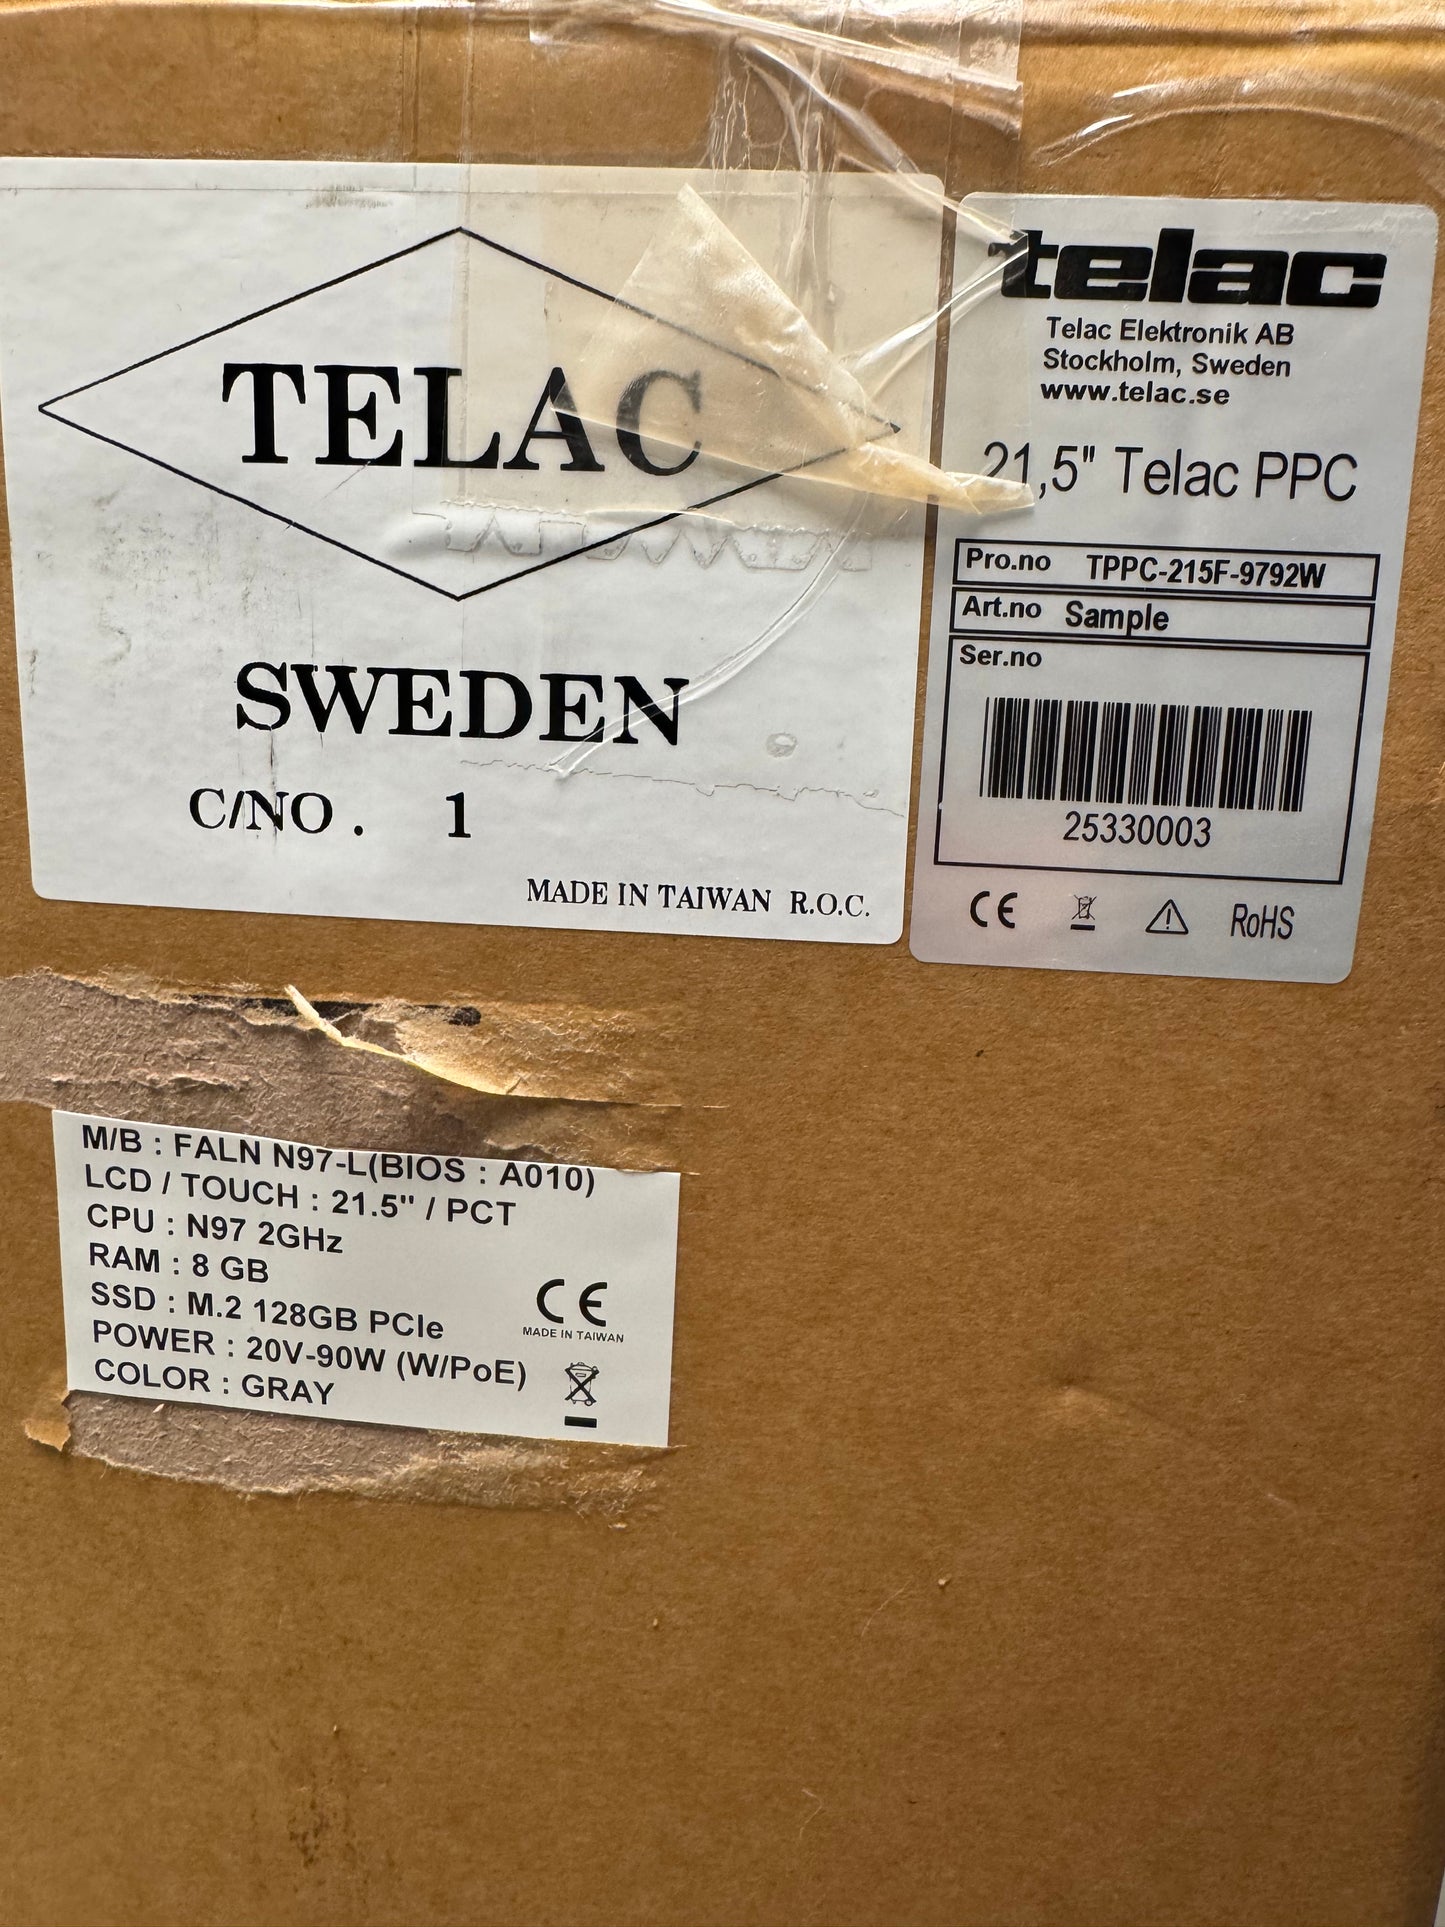 TELAC
SWEDEN
C/NO. 1
MADE IN TAIWAN R.O.C.
telac
Telac Elektronik AB
Stockholm, Sweden
www.telac.se
21,5" Telac PPC
Pro.no TPPC-215F-9792W
Art.no Sample
Ser.no
25330003
CE
RoHS
M/B : FALN N97-L(BIOS : A010)
LCD / TOUCH : 21.5" / PCT
CPU : N97 2GHz
RAM : 8 GB
SSD : M.2 128GB PCIe
POWER : 20V-90W (W/PoE)
COLOR : GRAY
CE
MADE IN TAIWAN